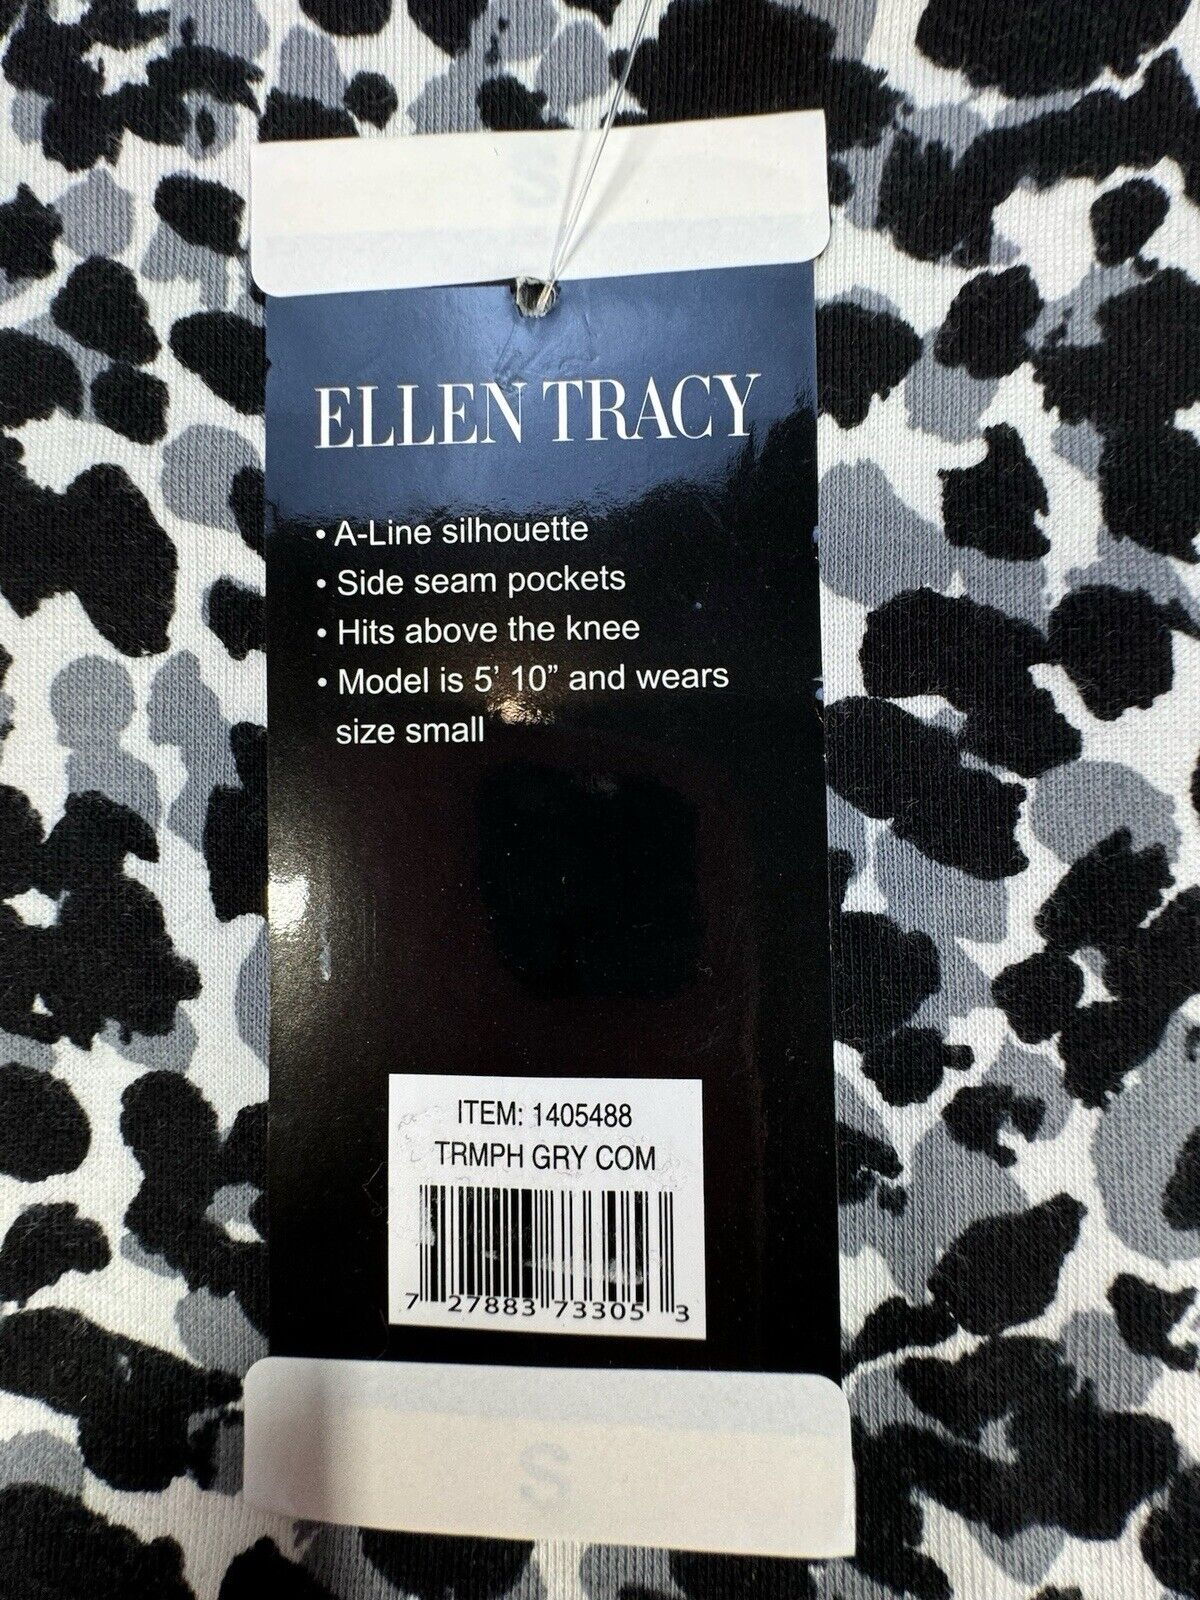 S
ELLEN TRACY
• A-Line silhouette
• Side seam pockets
• Hits above the knee
• Model is 5’ 10” and wears
size small
ITEM: 1405488
TRMPH GRY COM
7 27883 73305 3
S